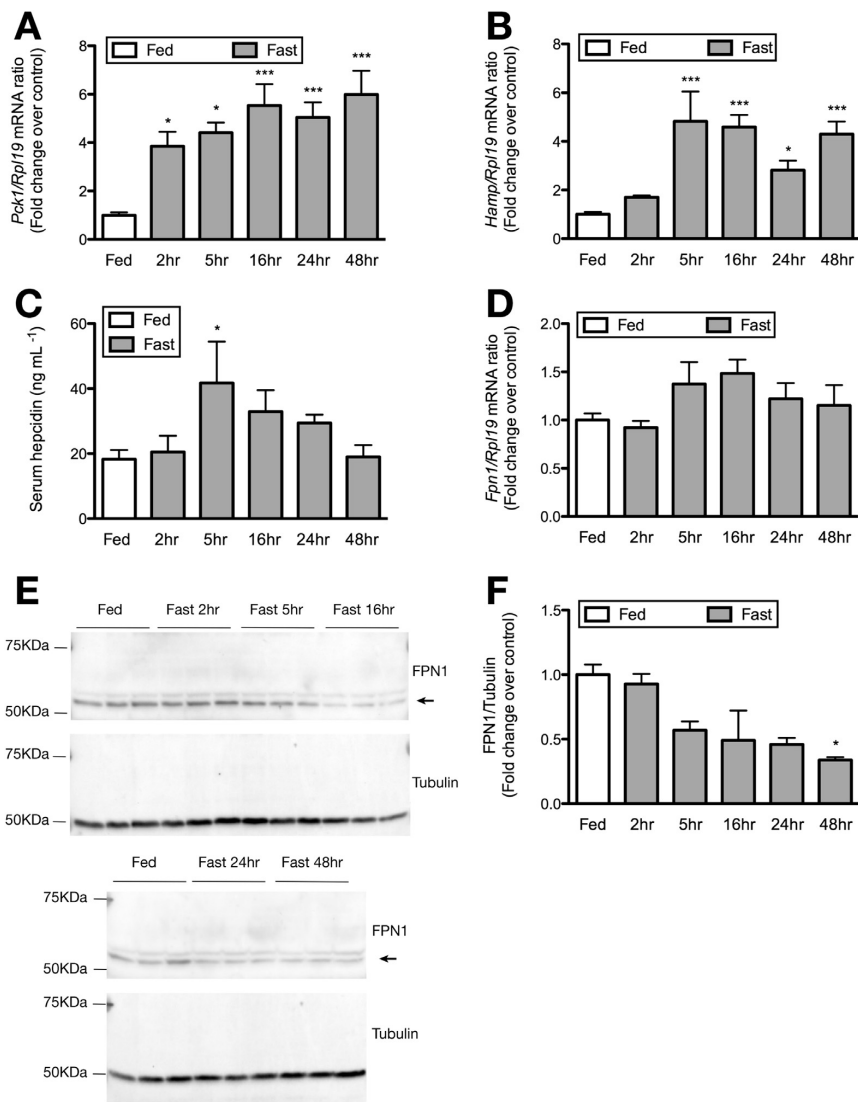 A
Pck1/Rpl19 mRNA ratio
(Fold change over control)
Fed Fast
8
6
4
2
0
* * *** *** ***
Fed 2hr 5hr 16hr 24hr 48hr
B
Hamp/Rpl19 mRNA ratio
(Fold change over control)
Fed Fast
8
6
4
2
0
*** *** * ***
Fed 2hr 5hr 16hr 24hr 48hr
C
Serum hepcidin (ng mL -1)
Fed
Fast
60
40
20
0
*
Fed 2hr 5hr 16hr 24hr 48hr
D
Fpn1/Rpl19 mRNA ratio
(Fold change over control)
Fed Fast
2.0
1.5
1.0
0.5
0.0
Fed 2hr 5hr 16hr 24hr 48hr
E
Fed Fast 2hr Fast 5hr Fast 16hr
75KDa
FPN1
50KDa
75KDa
Tubulin
50KDa
Fed Fast 24hr Fast 48hr
75KDa
FPN1
50KDa
75KDa
Tubulin
50KDa
F
FPN1/Tubulin
(Fold change over control)
Fed Fast
1.5
1.0
0.5
0.0
*
Fed 2hr 5hr 16hr 24hr 48hr